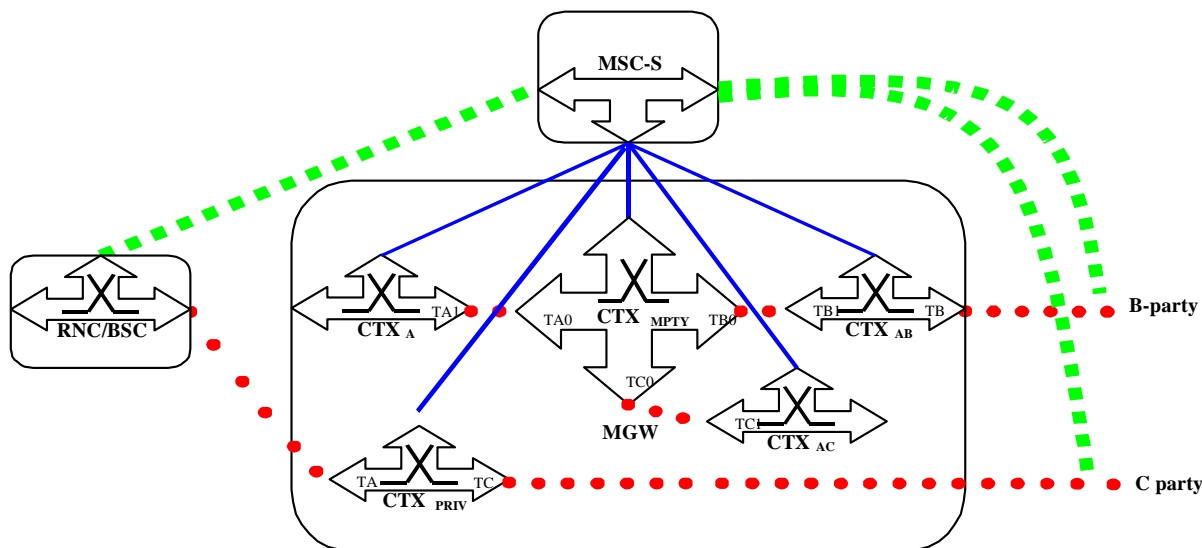 MSC-S
RNC/BSC
CTX A
TA1
TA0
CTX MPTY
TB0
TB1
CTX AB
TB
B-party
TC0
MGW
TC1
CTX AC
TA
CTX PRIV
TC
C party